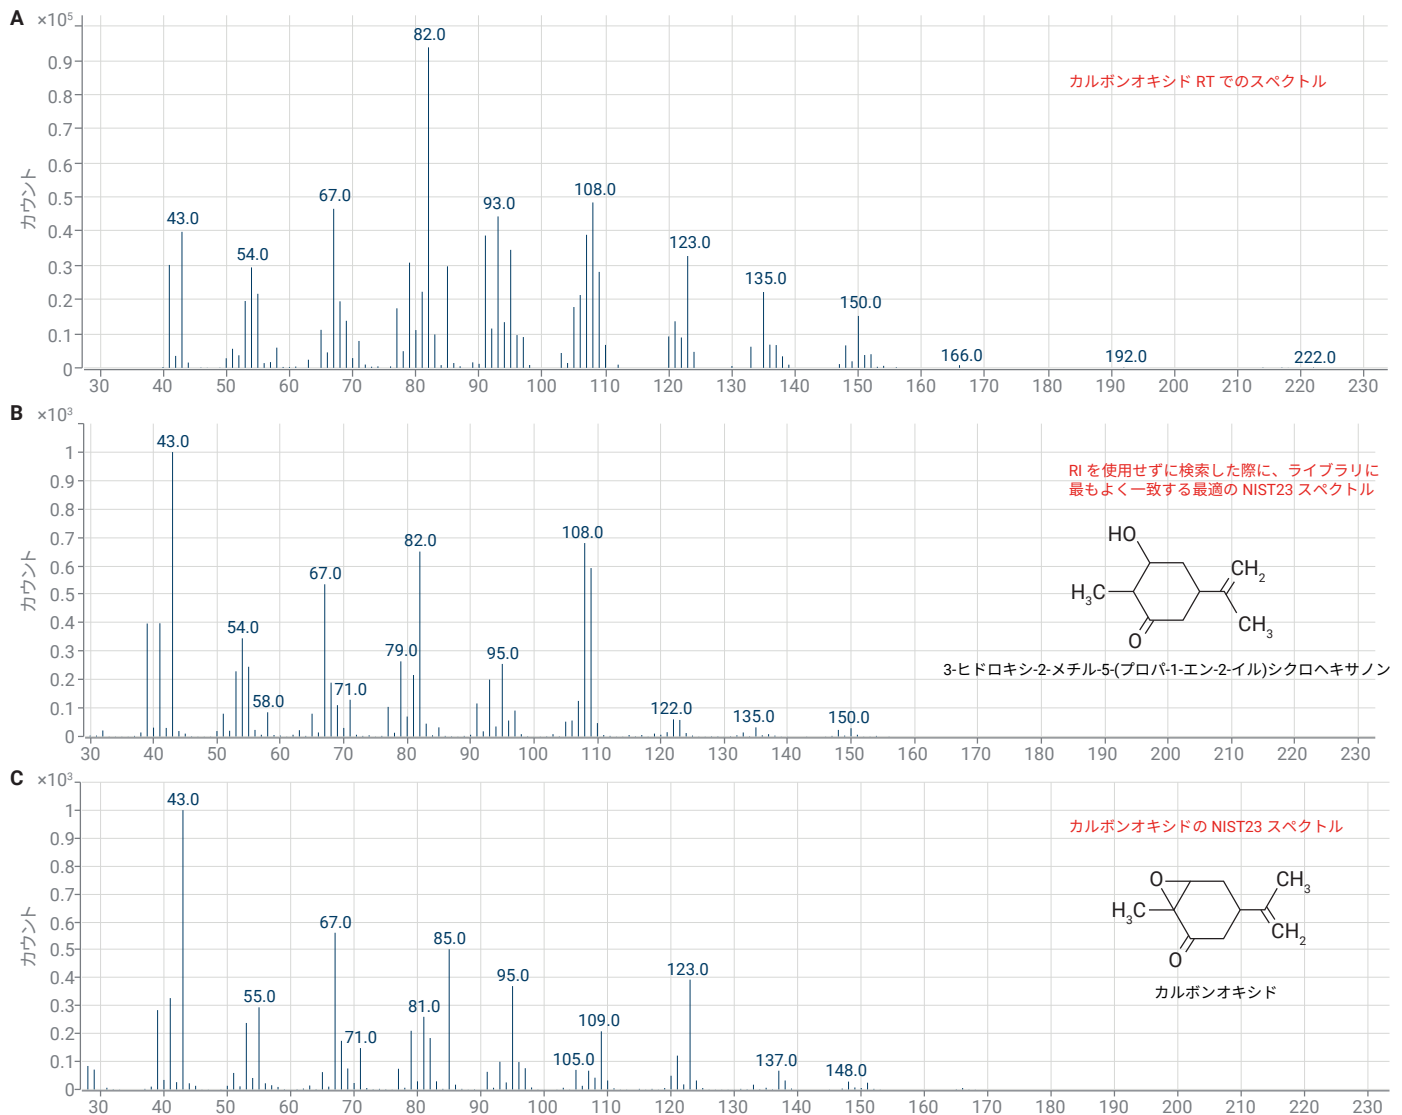 A
×10⁵
カウント
0.9
0.8
0.7
0.6
0.5
0.4
0.3
0.2
0.1
0
43.0
54.0
67.0
82.0
93.0
108.0
123.0
135.0
150.0
166.0
192.0
222.0
カルボンオキシド RT でのスペクトル
30 40 50 60 70 80 90 100 110 120 130 140 150 160 170 180 190 200 210 220 230
B
×10³
カウント
1
0.9
0.8
0.7
0.6
0.5
0.4
0.3
0.2
0.1
0
43.0
54.0
58.0
67.0
71.0
79.0
82.0
95.0
108.0
122.0
135.0
150.0
RI を使用せずに検索した際に、ライブラリに
最もよく一致する最適の NIST23 スペクトル
HO
H₃C
O
CH₂
CH₃
3-ヒドロキシ-2-メチル-5-(プロパ-1-エン-2-イル)シクロヘキサノン
30 40 50 60 70 80 90 100 110 120 130 140 150 160 170 180 190 200 210 220 230
C
×10³
カウント
1
0.9
0.8
0.7
0.6
0.5
0.4
0.3
0.2
0.1
0
43.0
55.0
67.0
71.0
81.0
85.0
95.0
105.0
109.0
123.0
137.0
148.0
カルボンオキシドの NIST23 スペクトル
O
H₃C
O
CH₃
CH₂
カルボンオキシド
30 40 50 60 70 80 90 100 110 120 130 140 150 160 170 180 190 200 210 220 230